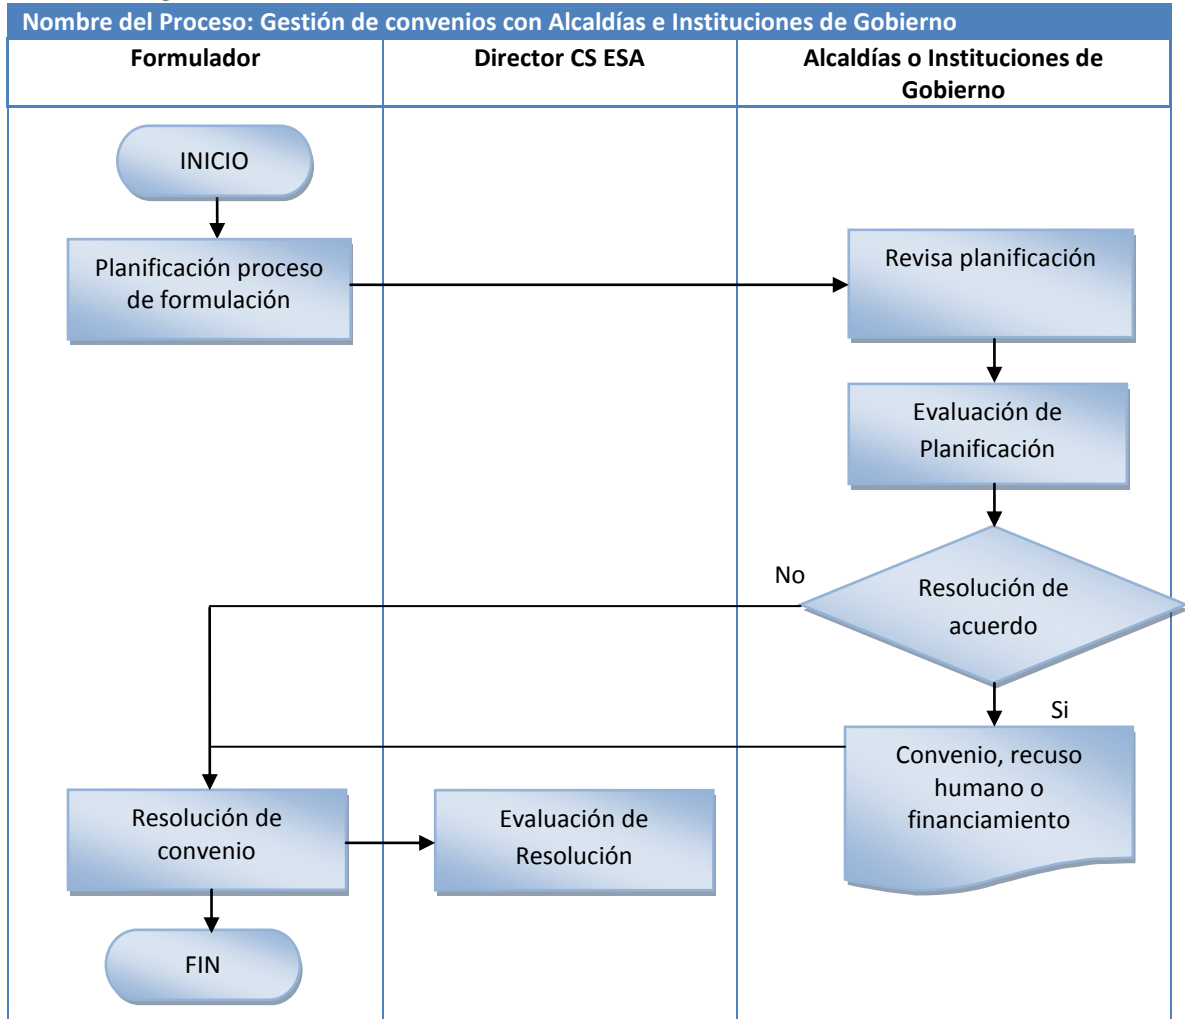 Nombre del Proceso: Gestión de convenios con Alcaldías e Instituciones de Gobierno
Formulador
Director CS ESA
Alcaldías o Instituciones de
Gobierno
INICIO
Planificación proceso
de formulación
Revisa planificación
Evaluación de
Planificación
No
Resolución de
acuerdo
Si
Convenio, recuso
humano o
financiamiento
Resolución de
convenio
Evaluación de
Resolución
FIN